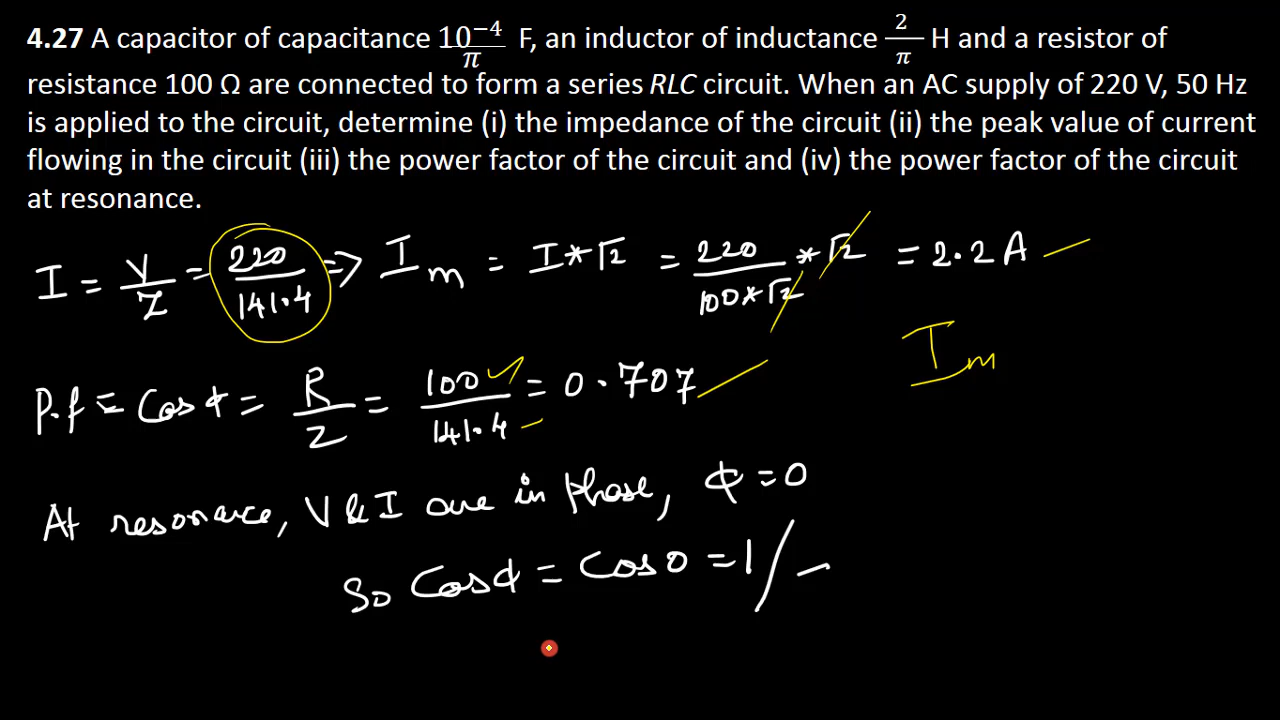 4.27 A capacitor of capacitance 10⁻⁴/π F, an inductor of inductance 2/π H and a resistor of
resistance 100 Ω are connected to form a series RLC circuit. When an AC supply of 220 V, 50 Hz
is applied to the circuit, determine (i) the impedance of the circuit (ii) the peak value of current
flowing in the circuit (iii) the power factor of the circuit and (iv) the power factor of the circuit
at resonance.
I = V/Z = 220/141.4 => Im = I*√2 = 220/100*√2 * √2 = 2.2 A
Im
P.f = Cos ϕ = R/Z = 100/141.4 = 0.707
At resonance, V & I are in phase, ϕ = 0
So Cosϕ = Cos 0 = 1